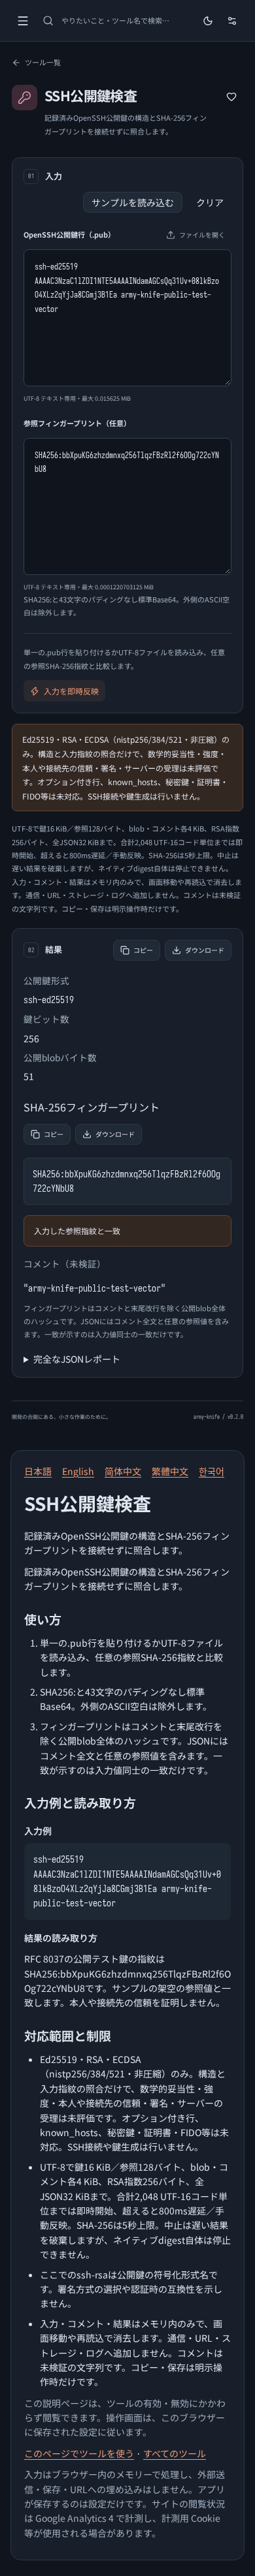 やりたいこと・ツール名で検索…
ツール一覧
SSH公開鍵検査
記録済みOpenSSH公開鍵の構造とSHA-256フィン
ガープリントを接続せずに照合します。
01 入力
サンプルを読み込む クリア
OpenSSH公開鍵行（.pub） ファイルを開く
ssh-ed25519
AAAAC3NzaC1lZDI1NTE5AAAAINdamAGCsQq31Uv+08lkBzo
O4XLz2qYjJa8CGmj3B1Ea army-knife-public-test-
vector
UTF-8 テキスト専用・最大 0.015625 MiB
参照フィンガープリント（任意）
SHA256:bbXpuKG6zhzdmnxq256TlqzFBzRl2f6OOg722cYN
bU8
UTF-8 テキスト専用・最大 0.0001220703125 MiB
SHA256:と43文字のパディングなし標準Base64。外側のASCII空
白は除外します。
単一の.pub行を貼り付けるかUTF-8ファイルを読み込み、任意
の参照SHA-256指紋と比較します。
入力を即時反映
Ed25519・RSA・ECDSA（nistp256/384/521・非圧縮）の
み。構造と入力指紋の照合だけで、数学的妥当性・強度・
本人や接続先の信頼・署名・サーバーの受理は未評価で
す。オプション付き行、known_hosts、秘密鍵・証明書・
FIDO等は未対応。SSH接続や鍵生成は行いません。
UTF-8で鍵16 KiB／参照128バイト、blob・コメント各4 KiB、RSA指数
256バイト、全JSON32 KiBまで。合計2,048 UTF-16コード単位までは即
時開始、超えると800ms遅延／手動反映。SHA-256は5秒上限。中止は
遅い結果を破棄しますが、ネイティブdigest自体は停止できません。
入力・コメント・結果はメモリ内のみで、画面移動や再読込で消去しま
す。通信・URL・ストレージ・ログへ追加しません。コメントは未検証
の文字列です。コピー・保存は明示操作時だけです。
02 結果 コピー ダウンロード
公開鍵形式
ssh-ed25519
鍵ビット数
256
公開blobバイト数
51
SHA-256フィンガープリント
コピー ダウンロード
SHA256:bbXpuKG6zhzdmnxq256TlqzFBzRl2f6OOg
722cYNbU8
入力した参照指紋と一致
コメント（未検証）
"army-knife-public-test-vector"
フィンガープリントはコメントと末尾改行を除く公開blob全体
のハッシュです。JSONにはコメント全文と任意の参照値を含み
ます。一致が示すのは入力値同士の一致だけです。
完全なJSONレポート
開発の合間にある、小さな作業のために。 army-knife / v0.2.0
日本語 English 简体中文 繁體中文 한국어
SSH公開鍵検査
記録済みOpenSSH公開鍵の構造とSHA-256フィン
ガープリントを接続せずに照合します。
記録済みOpenSSH公開鍵の構造とSHA-256フィン
ガープリントを接続せずに照合します。
使い方
1. 単一の.pub行を貼り付けるかUTF-8ファイル
を読み込み、任意の参照SHA-256指紋と比較
します。
2. SHA256:と43文字のパディングなし標準
Base64。外側のASCII空白は除外します。
3. フィンガープリントはコメントと末尾改行を
除く公開blob全体のハッシュです。JSONには
コメント全文と任意の参照値を含みます。一
致が示すのは入力値同士の一致だけです。
入力例と読み取り方
入力例
ssh-ed25519
AAAAC3NzaC1lZDI1NTE5AAAAINdamAGCsQq31Uv+0
8lkBzoO4XLz2qYjJa8CGmj3B1Ea army-knife-
public-test-vector
結果の読み取り方
RFC 8037の公開テスト鍵の指紋は
SHA256:bbXpuKG6zhzdmnxq256TlqzFBzRl2f6O
Og722cYNbU8です。サンプルの架空の参照値と一
致します。本人や接続先の信頼を証明しません。
対応範囲と制限
• Ed25519・RSA・ECDSA
（nistp256/384/521・非圧縮）のみ。構造と
入力指紋の照合だけで、数学的妥当性・強
度・本人や接続先の信頼・署名・サーバーの
受理は未評価です。オプション付き行、
known_hosts、秘密鍵・証明書・FIDO等は未
対応。SSH接続や鍵生成は行いません。
• UTF-8で鍵16 KiB／参照128バイト、blob・コ
メント各4 KiB、RSA指数256バイト、全
JSON32 KiBまで。合計2,048 UTF-16コード単
位までは即時開始、超えると800ms遅延／手
動反映。SHA-256は5秒上限。中止は遅い結果
を破棄しますが、ネイティブdigest自体は停止
できません。
• ここでのssh-rsaは公開鍵の符号化形式名で
す。署名方式の選択や認証時の互換性を示し
ません。
• 入力・コメント・結果はメモリ内のみで、画
面移動や再読込で消去します。通信・URL・ス
トレージ・ログへ追加しません。コメントは
未検証の文字列です。コピー・保存は明示操
作時だけです。
この説明ページは、ツールの有効・無効にかかわ
らず閲覧できます。操作画面は、このブラウザー
に保存された設定に従います。
このページでツールを使う · すべてのツール
入力はブラウザー内のメモリーで処理し、外部送
信・保存・URLへの埋め込みはしません。アプリ
が保存するのは設定だけです。サイトの閲覧状況
は Google Analytics 4 で計測し、計測用 Cookie
等が使用される場合があります。